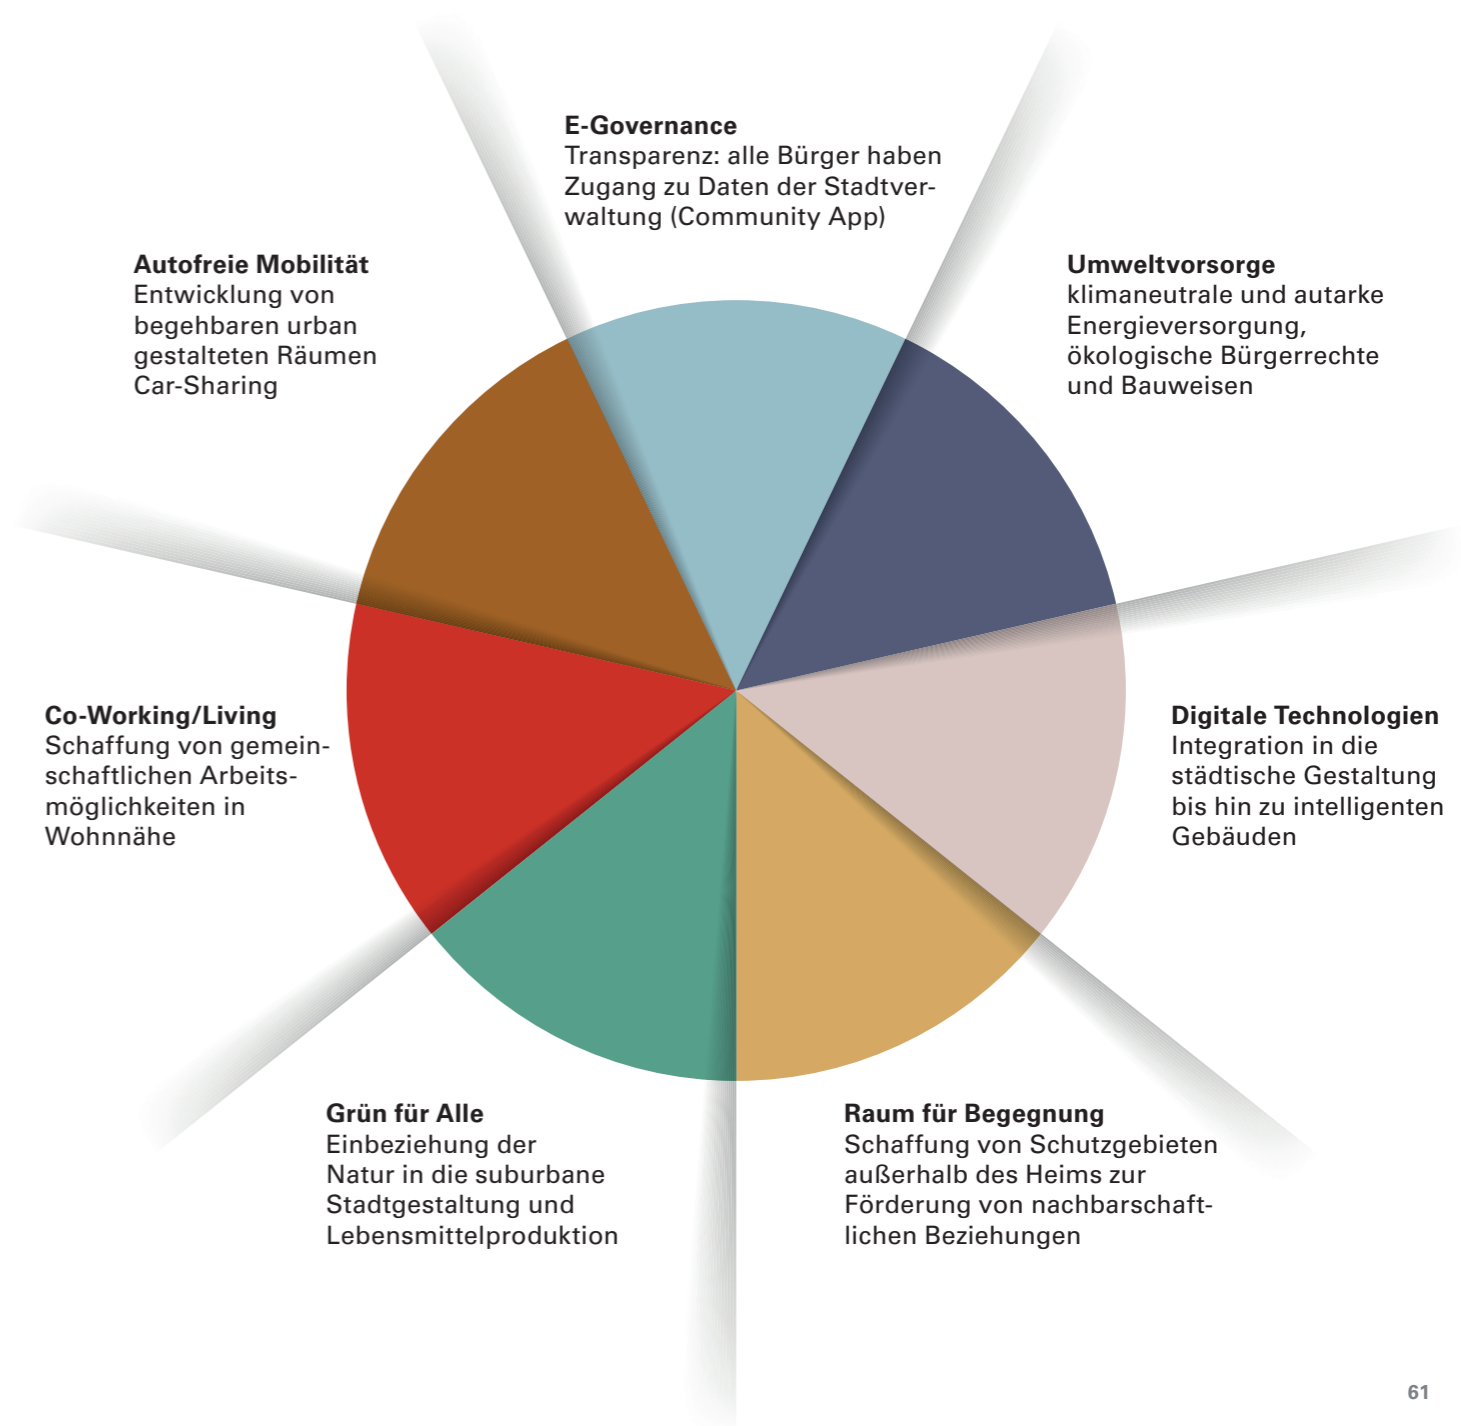 E-Governance
Transparenz: alle Bürger haben
Zugang zu Daten der Stadtver-
waltung (Community App)
Autofreie Mobilität
Entwicklung von
begehbaren urban
gestalteten Räumen
Car-Sharing
Umweltvorsorge
klimaneutrale und autarke
Energieversorgung,
ökologische Bürgerrechte
und Bauweisen
Co-Working/Living
Schaffung von gemein-
schaftlichen Arbeits-
möglichkeiten in
Wohnnähe
Digitale Technologien
Integration in die
städtische Gestaltung
bis hin zu intelligenten
Gebäuden
Grün für Alle
Einbeziehung der
Natur in die suburbane
Stadtgestaltung und
Lebensmittelproduktion
Raum für Begegnung
Schaffung von Schutzgebieten
außerhalb des Heims zur
Förderung von nachbarschaft-
lichen Beziehungen
61